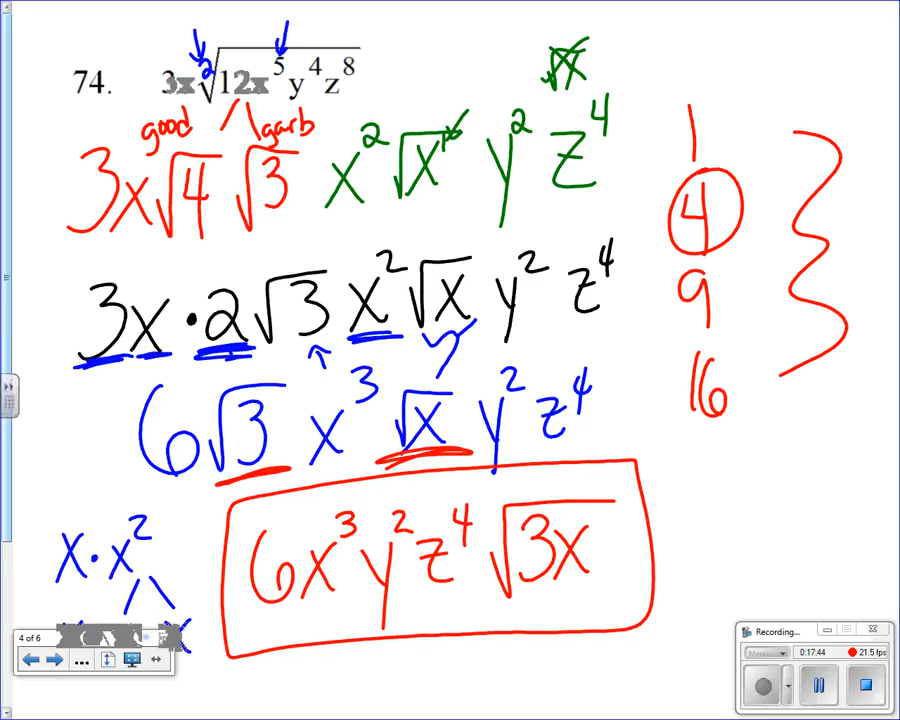 74. 3x ²√12x⁵y⁴z⁸
good garb
3x√4 √3 x² √x y² z⁴
1
4
9
16
3x · 2√3 x² √x y² z⁴
6√3 x³ √x y² z⁴
6x³y²z⁴ √3x
x · x²
4 of 6
...
Recording...
0:17:44 21.5 fps